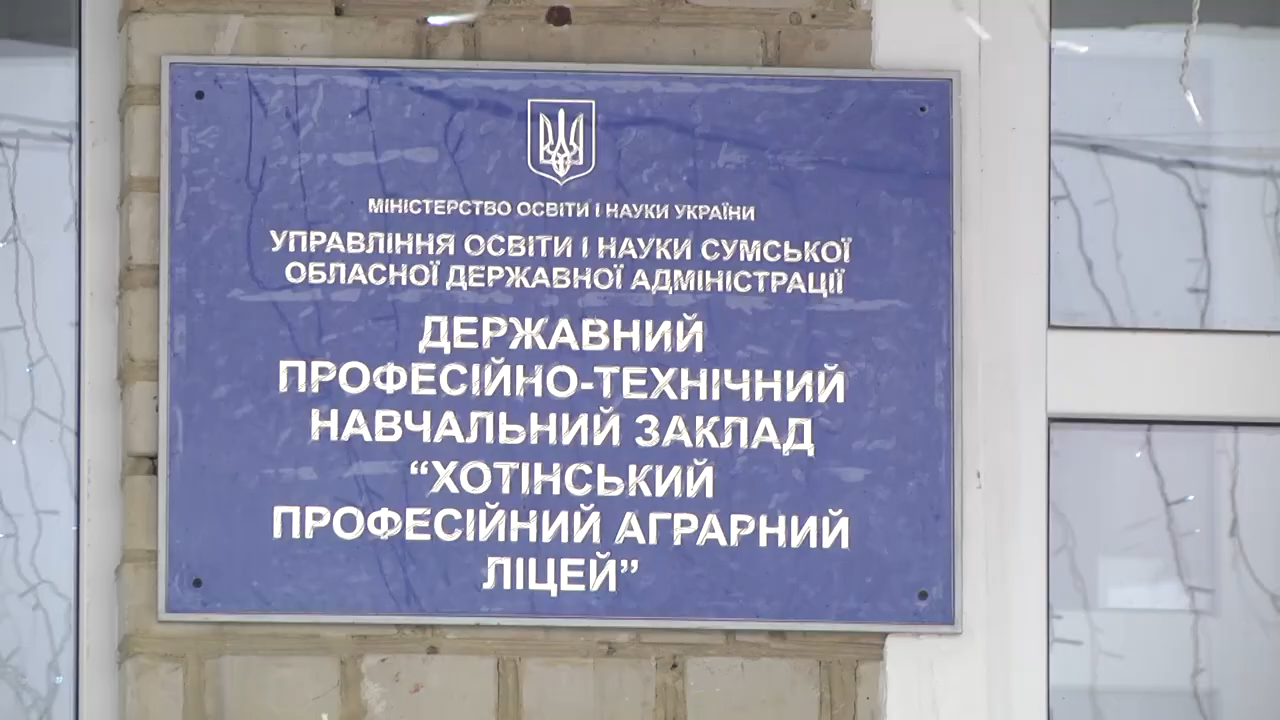 МІНІСТЕРСТВО ОСВІТИ І НАУКИ УКРАЇНИ
УПРАВЛІННЯ ОСВІТИ І НАУКИ СУМСЬКОЇ
ОБЛАСНОЇ ДЕРЖАВНОЇ АДМІНІСТРАЦІЇ
ДЕРЖАВНИЙ
ПРОФЕСІЙНО-ТЕХНІЧНИЙ
НАВЧАЛЬНИЙ ЗАКЛАД
“ХОТІНСЬКИЙ
ПРОФЕСІЙНИЙ АГРАРНИЙ
ЛІЦЕЙ”